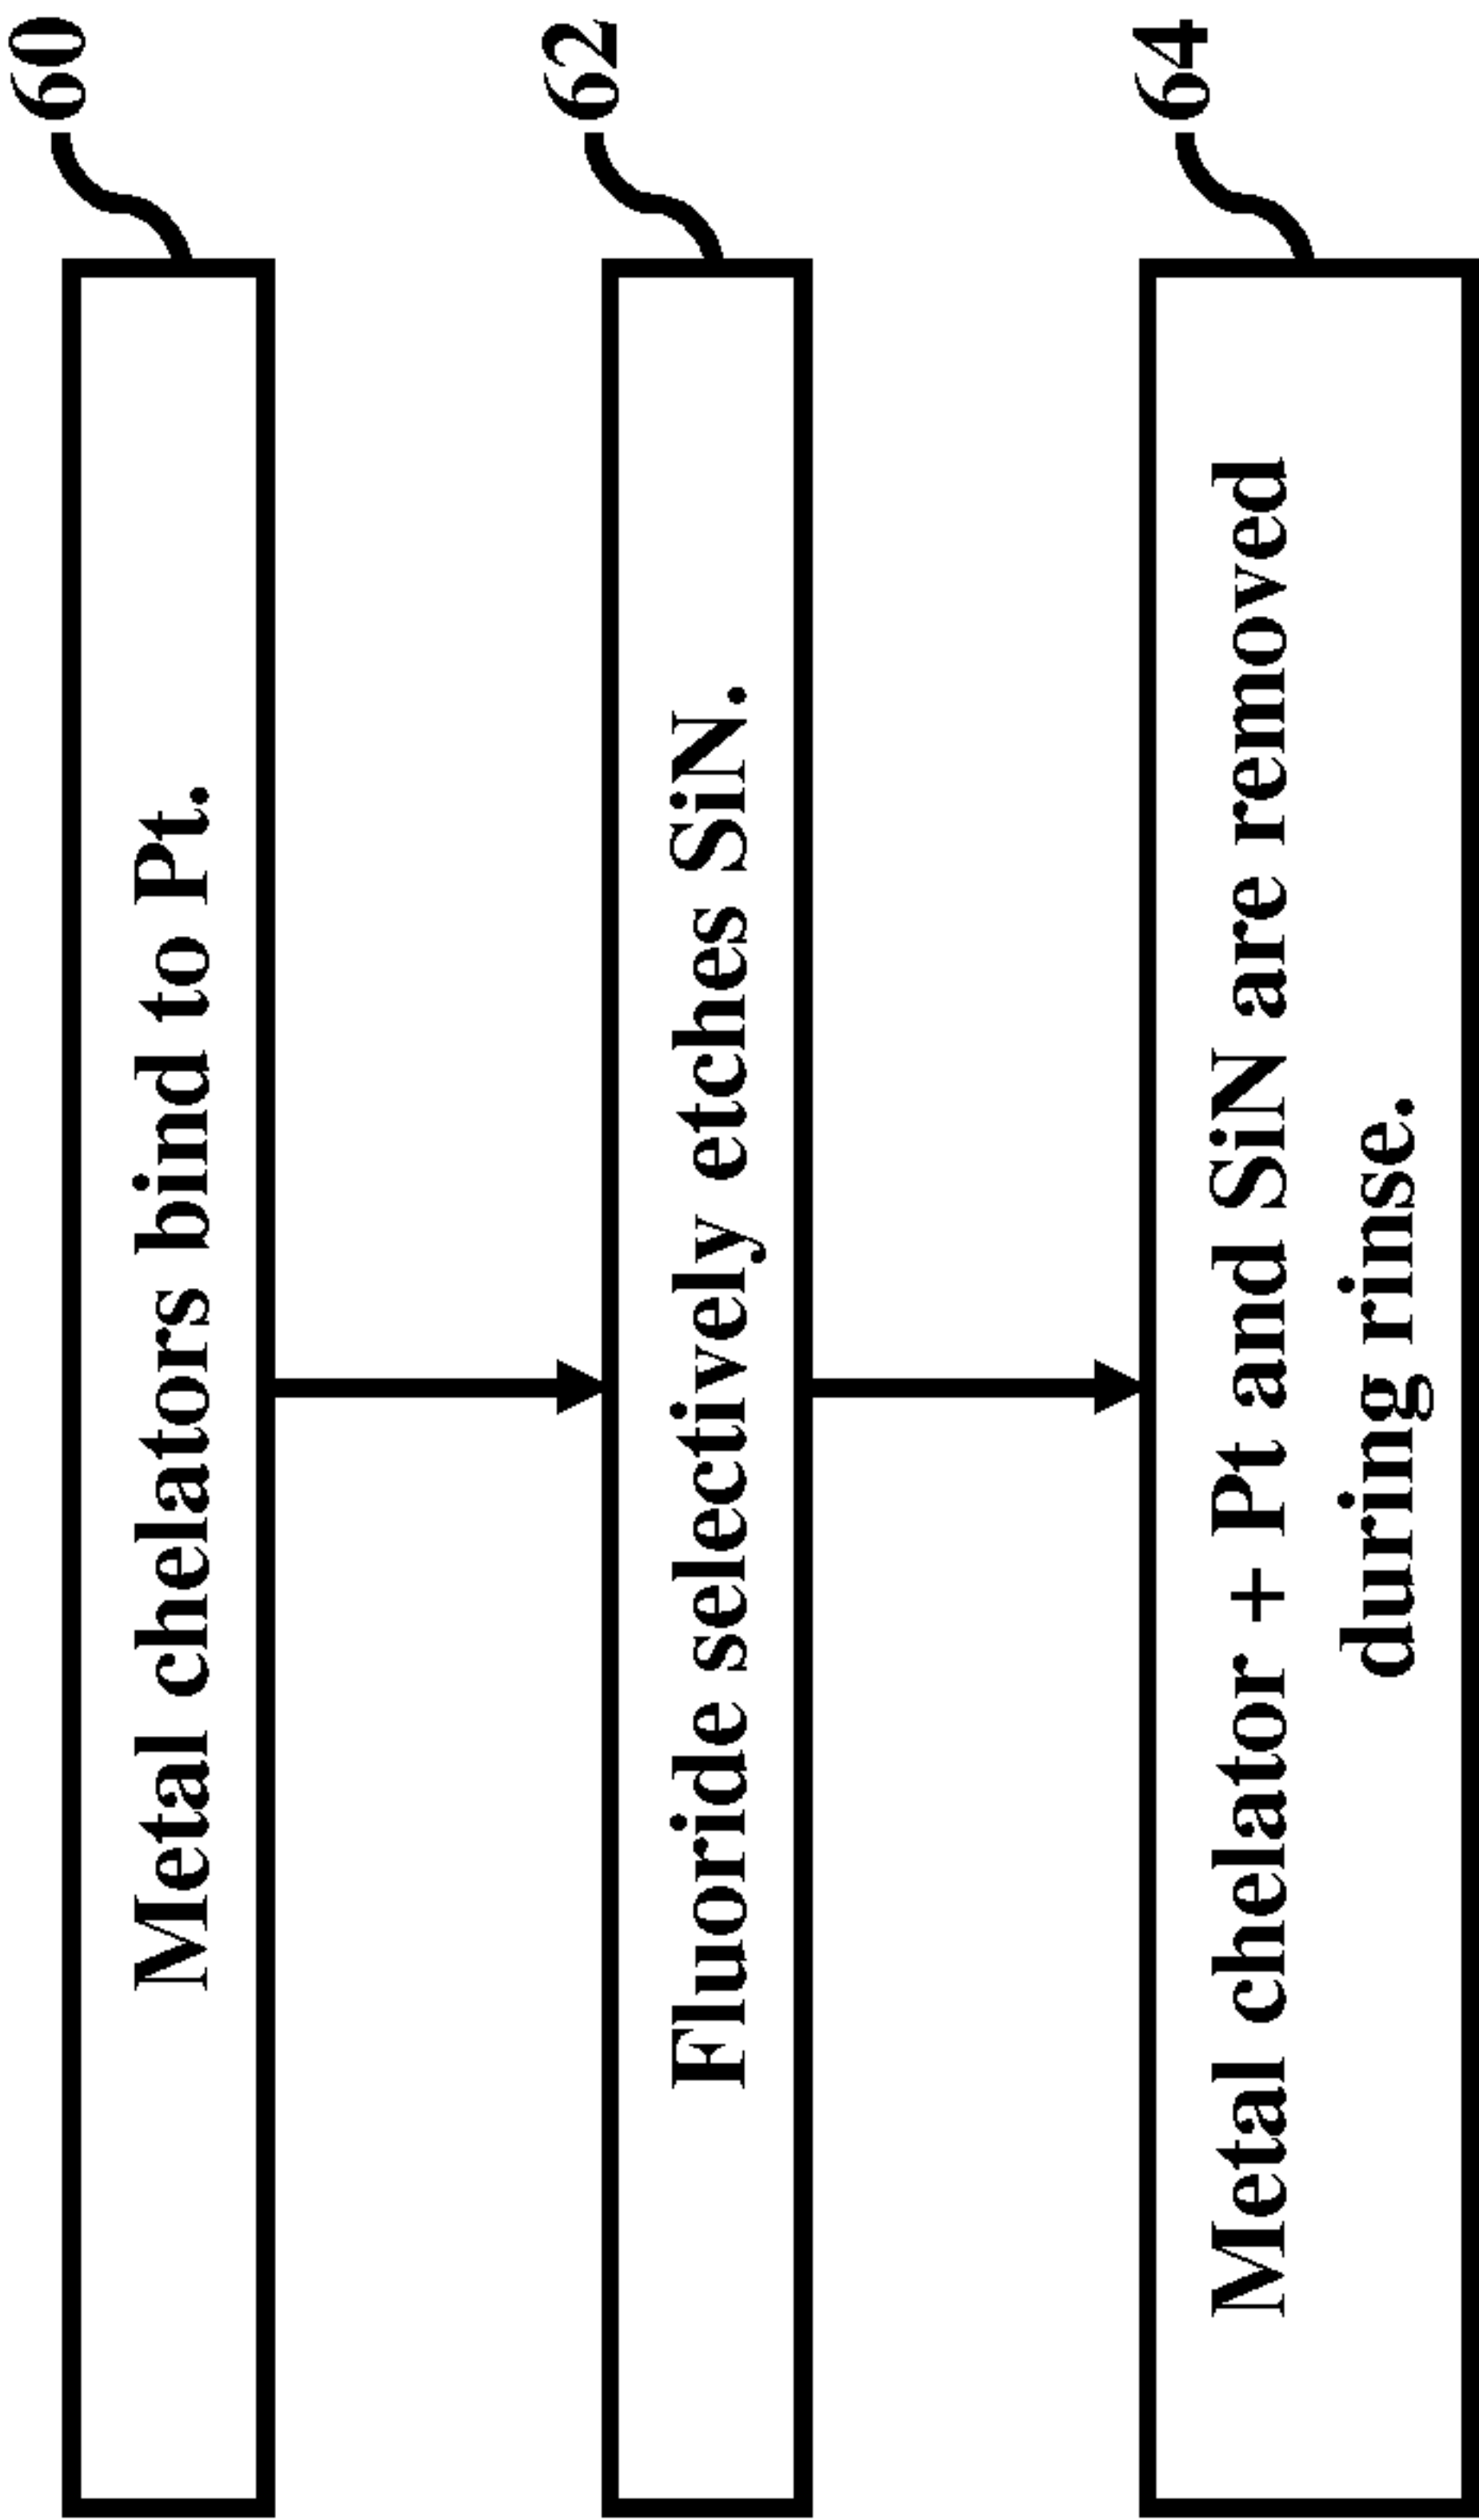 60
Metal chelators bind to Pt.
62
Fluoride selectively etches SiN.
64
Metal chelator + Pt and SiN are removed
during rinse.